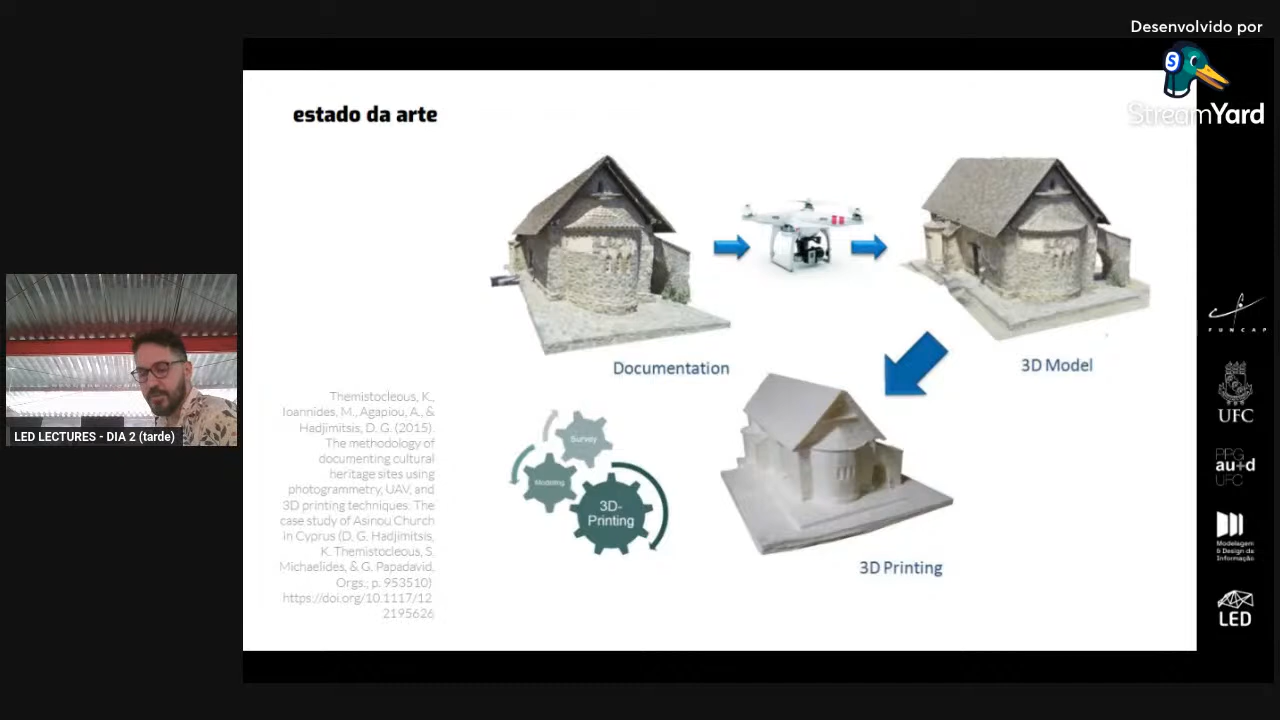 Desenvolvido por
StreamYard
estado da arte
Documentation
3D Model
Survey
Modeling
3D-
Printing
3D Printing
Themistocleous, K.,
Ioannides, M., Agapiou, A., &
Hadjimitsis, D. G. (2015).
The methodology of
documenting cultural
heritage sites using
photogrammetry, UAV, and
3D printing techniques: The
case study of Asinou Church
in Cyprus (D. G. Hadjimitsis,
K. Themistocleous, S.
Michaelides, & G. Papadavid,
Orgs.; p. 953510)
https://doi.org/10.1117/12
.2195626
LED LECTURES - DIA 2 (tarde)
FUNCAP
UFC
PPG
au+d
UFC
Modelagem
& Design da
Informação
LED